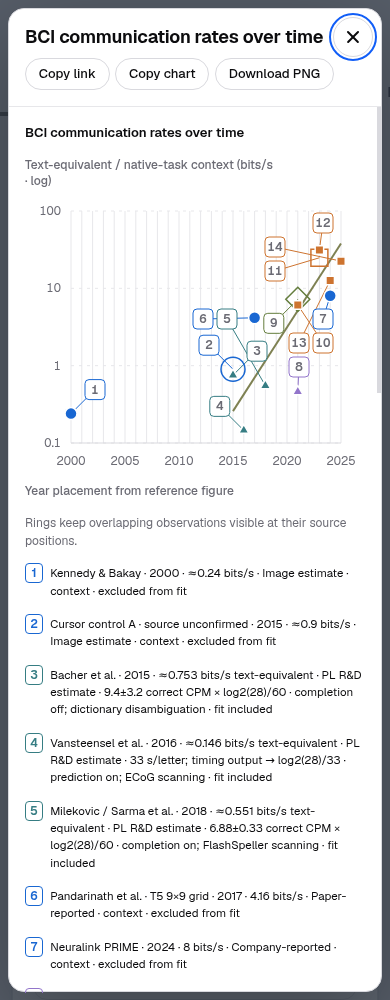 BCI communication rates over time
Copy link
Copy chart
Download PNG
BCI communication rates over time
Text-equivalent / native-task context (bits/s
· log)
100
12
14
11
10
6
5
9
7
2
3
13
10
1
8
1
4
0.1
2000
2005
2010
2015
2020
2025
Year placement from reference figure
Rings keep overlapping observations visible at their source
positions.
1 Kennedy & Bakay · 2000 · ≈0.24 bits/s · Image estimate ·
context · excluded from fit
2 Cursor control A · source unconfirmed · 2015 · ≈0.9 bits/s ·
Image estimate · context · excluded from fit
3 Bacher et al. · 2015 · ≈0.753 bits/s text-equivalent · PL R&D
estimate · 9.4±3.2 correct CPM × log2(28)/60 · completion
off; dictionary disambiguation · fit included
4 Vansteensel et al. · 2016 · ≈0.146 bits/s text-equivalent · PL
R&D estimate · 33 s/letter; timing output → log2(28)/33 ·
prediction on; ECoG scanning · fit included
5 Milekovic / Sarma et al. · 2018 · ≈0.551 bits/s text-
equivalent · PL R&D estimate · 6.88±0.33 correct CPM ×
log2(28)/60 · completion on; FlashSpeller scanning · fit
included
6 Pandarinath et al. · T5 9×9 grid · 2017 · 4.16 bits/s · Paper-
reported · context · excluded from fit
7 Neuralink PRIME · 2024 · 8 bits/s · Company-reported ·
context · excluded from fit